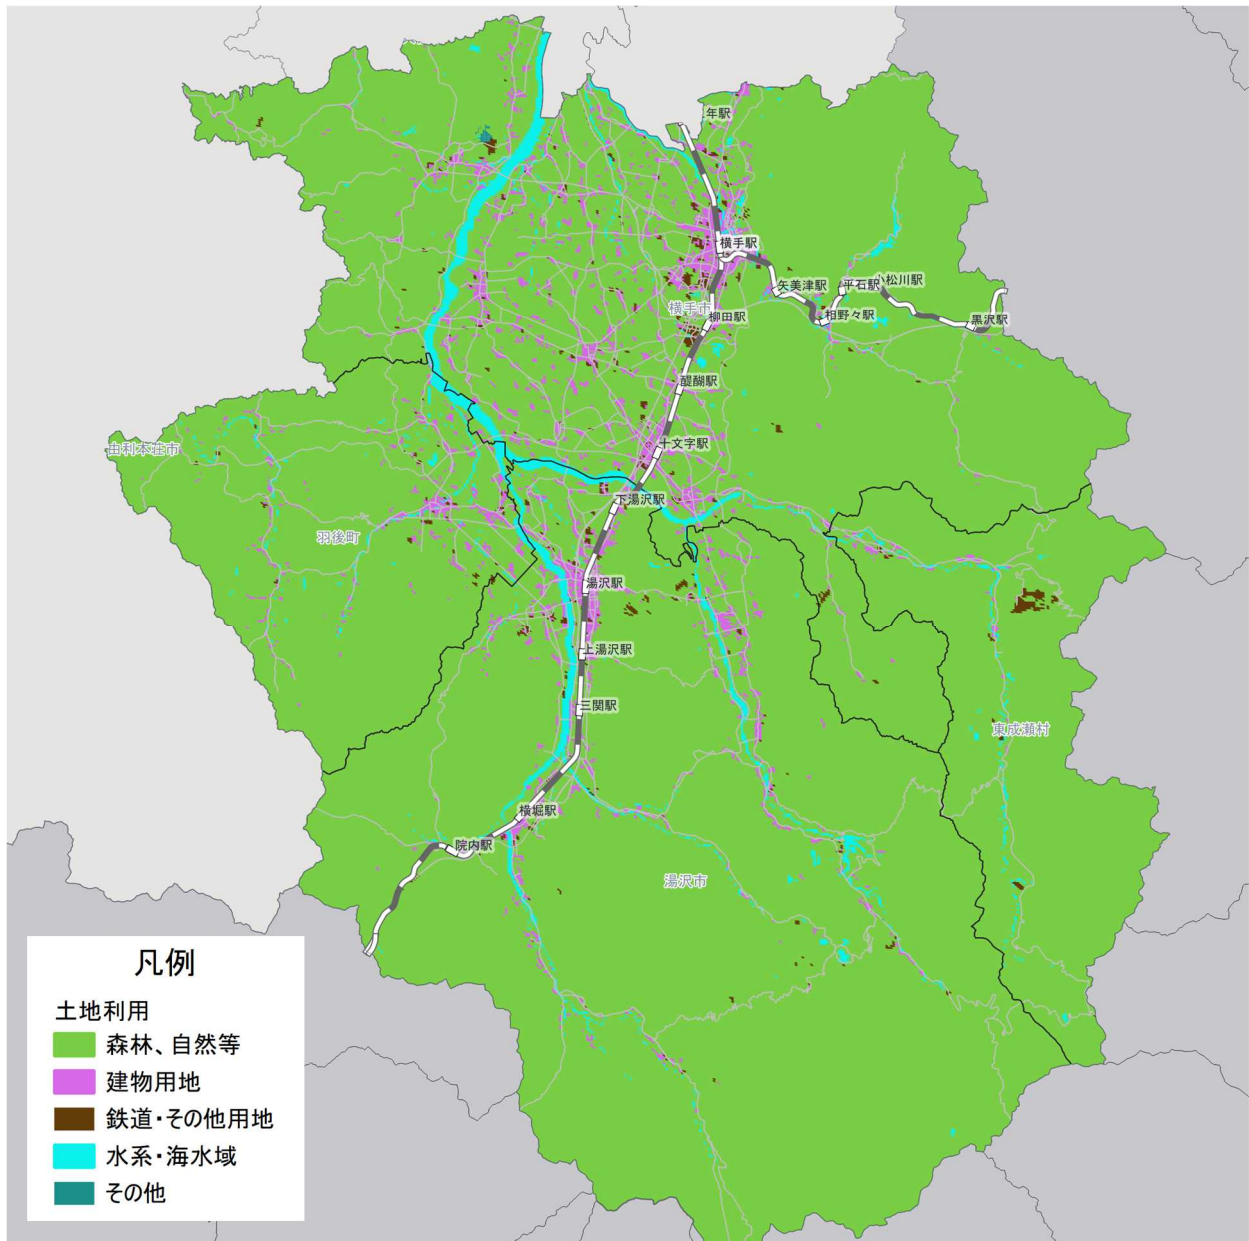 年駅
横手駅
矢美津駅
平石駅
小松川駅
相野々駅
黒沢駅
横手市
柳田駅
醍醐駅
十文字駅
由利本荘市
下湯沢駅
羽後町
湯沢駅
上湯沢駅
三関駅
東成瀬村
横堀駅
院内駅
湯沢市
凡例
土地利用
森林、自然等
建物用地
鉄道・その他用地
水系・海水域
その他